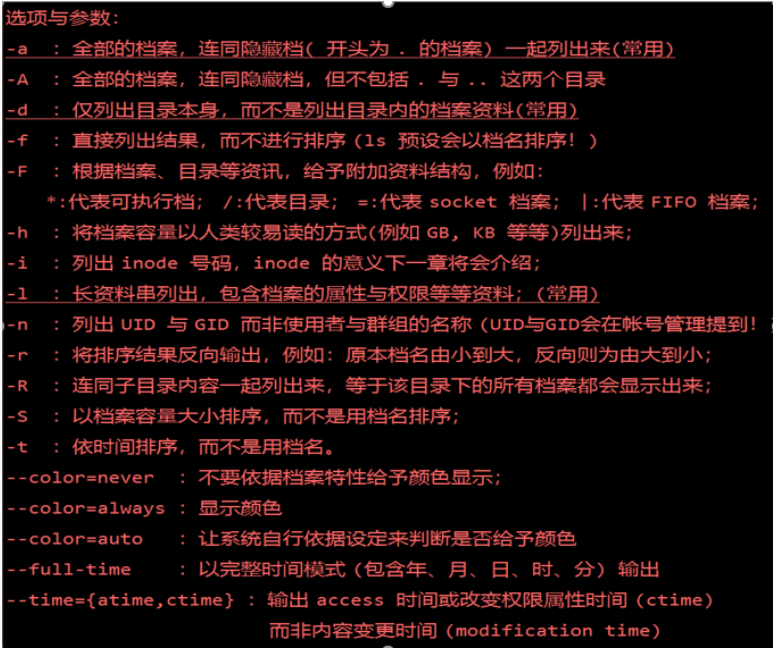 选项与参数:
-a : 全部的档案, 连同隐藏档( 开头为 . 的档案) 一起列出来(常用)
-A : 全部的档案, 连同隐藏档, 但不包括 . 与 .. 这两个目录
-d : 仅列出目录本身, 而不是列出目录内的档案资料(常用)
-f : 直接列出结果, 而不进行排序 (ls 预设会以档名排序! )
-F : 根据档案、目录等资讯, 给予附加资料结构, 例如:
*:代表可执行档; /:代表目录; =:代表 socket 档案; |:代表 FIFO 档案;
-h : 将档案容量以人类较易读的方式(例如 GB, KB 等等)列出来;
-i : 列出 inode 号码, inode 的意义下一章将会介绍;
-l : 长资料串列出, 包含档案的属性与权限等等资料; (常用)
-n : 列出 UID 与 GID 而非使用者与群组的名称 (UID与GID会在帐号管理提到!
-r : 将排序结果反向输出, 例如: 原本档名由小到大, 反向则为由大到小;
-R : 连同子目录内容一起列出来, 等于该目录下的所有档案都会显示出来;
-S : 以档案容量大小排序, 而不是用档名排序;
-t : 依时间排序, 而不是用档名。
--color=never : 不要依据档案特性给予颜色显示;
--color=always : 显示颜色
--color=auto : 让系统自行依据设定来判断是否给予颜色
--full-time : 以完整时间模式 (包含年、月、日、时、分) 输出
--time={atime,ctime} : 输出 access 时间或改变权限属性时间 (ctime)
而非内容变更时间 (modification time)